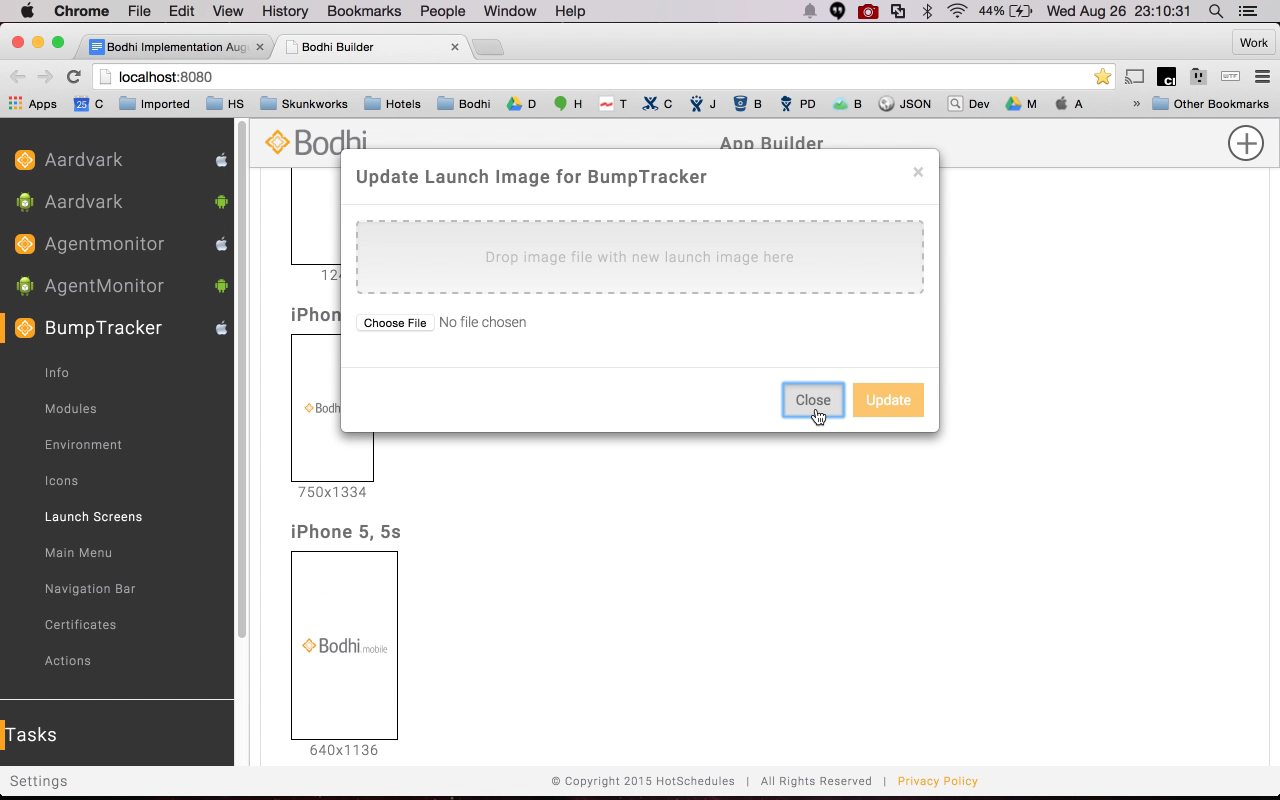 Chrome File Edit View History Bookmarks People Window Help 44% Wed Aug 26 23:10:31
Bodhi Implementation Aug Bodhi Builder Work
localhost:8080
Apps 25 C Imported HS Skunkworks Hotels Bodhi D H T C J B PD B JSON Dev M A » Other Bookmarks
Bodhi App Builder
Aardvark
Aardvark
Agentmonitor
AgentMonitor
BumpTracker
Info
Modules
Environment
Icons
Launch Screens
Main Menu
Navigation Bar
Certificates
Actions
Tasks
Settings
Update Launch Image for BumpTracker ×
Drop image file with new launch image here
Choose File No file chosen
Close Update
124
iPhon
Bodh
750x1334
iPhone 5, 5s
Bodhi.mobile
640x1136
© Copyright 2015 HotSchedules | All Rights Reserved | Privacy Policy